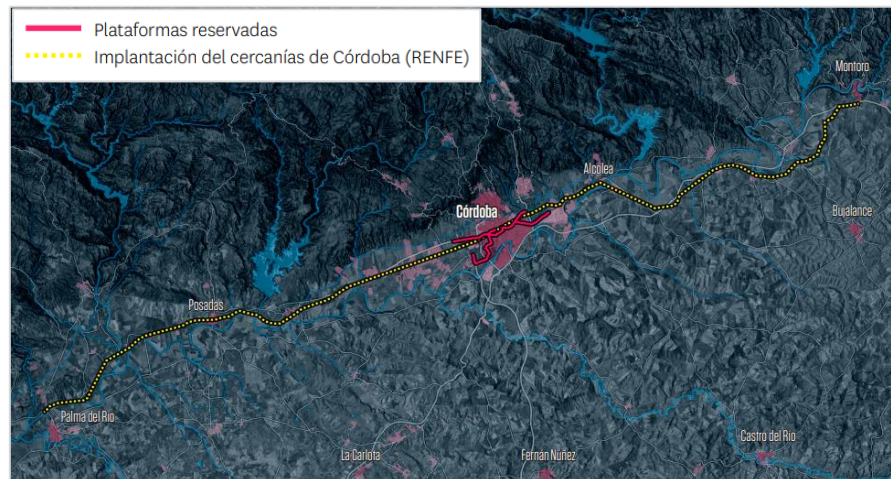 Plataformas reservadas
Implantación del cercanías de Córdoba (RENFE)
Montoro
Alcolea
Córdoba
Bujalance
Posadas
Palma del Río
La Carlota
Fernán Núñez
Castro del Río